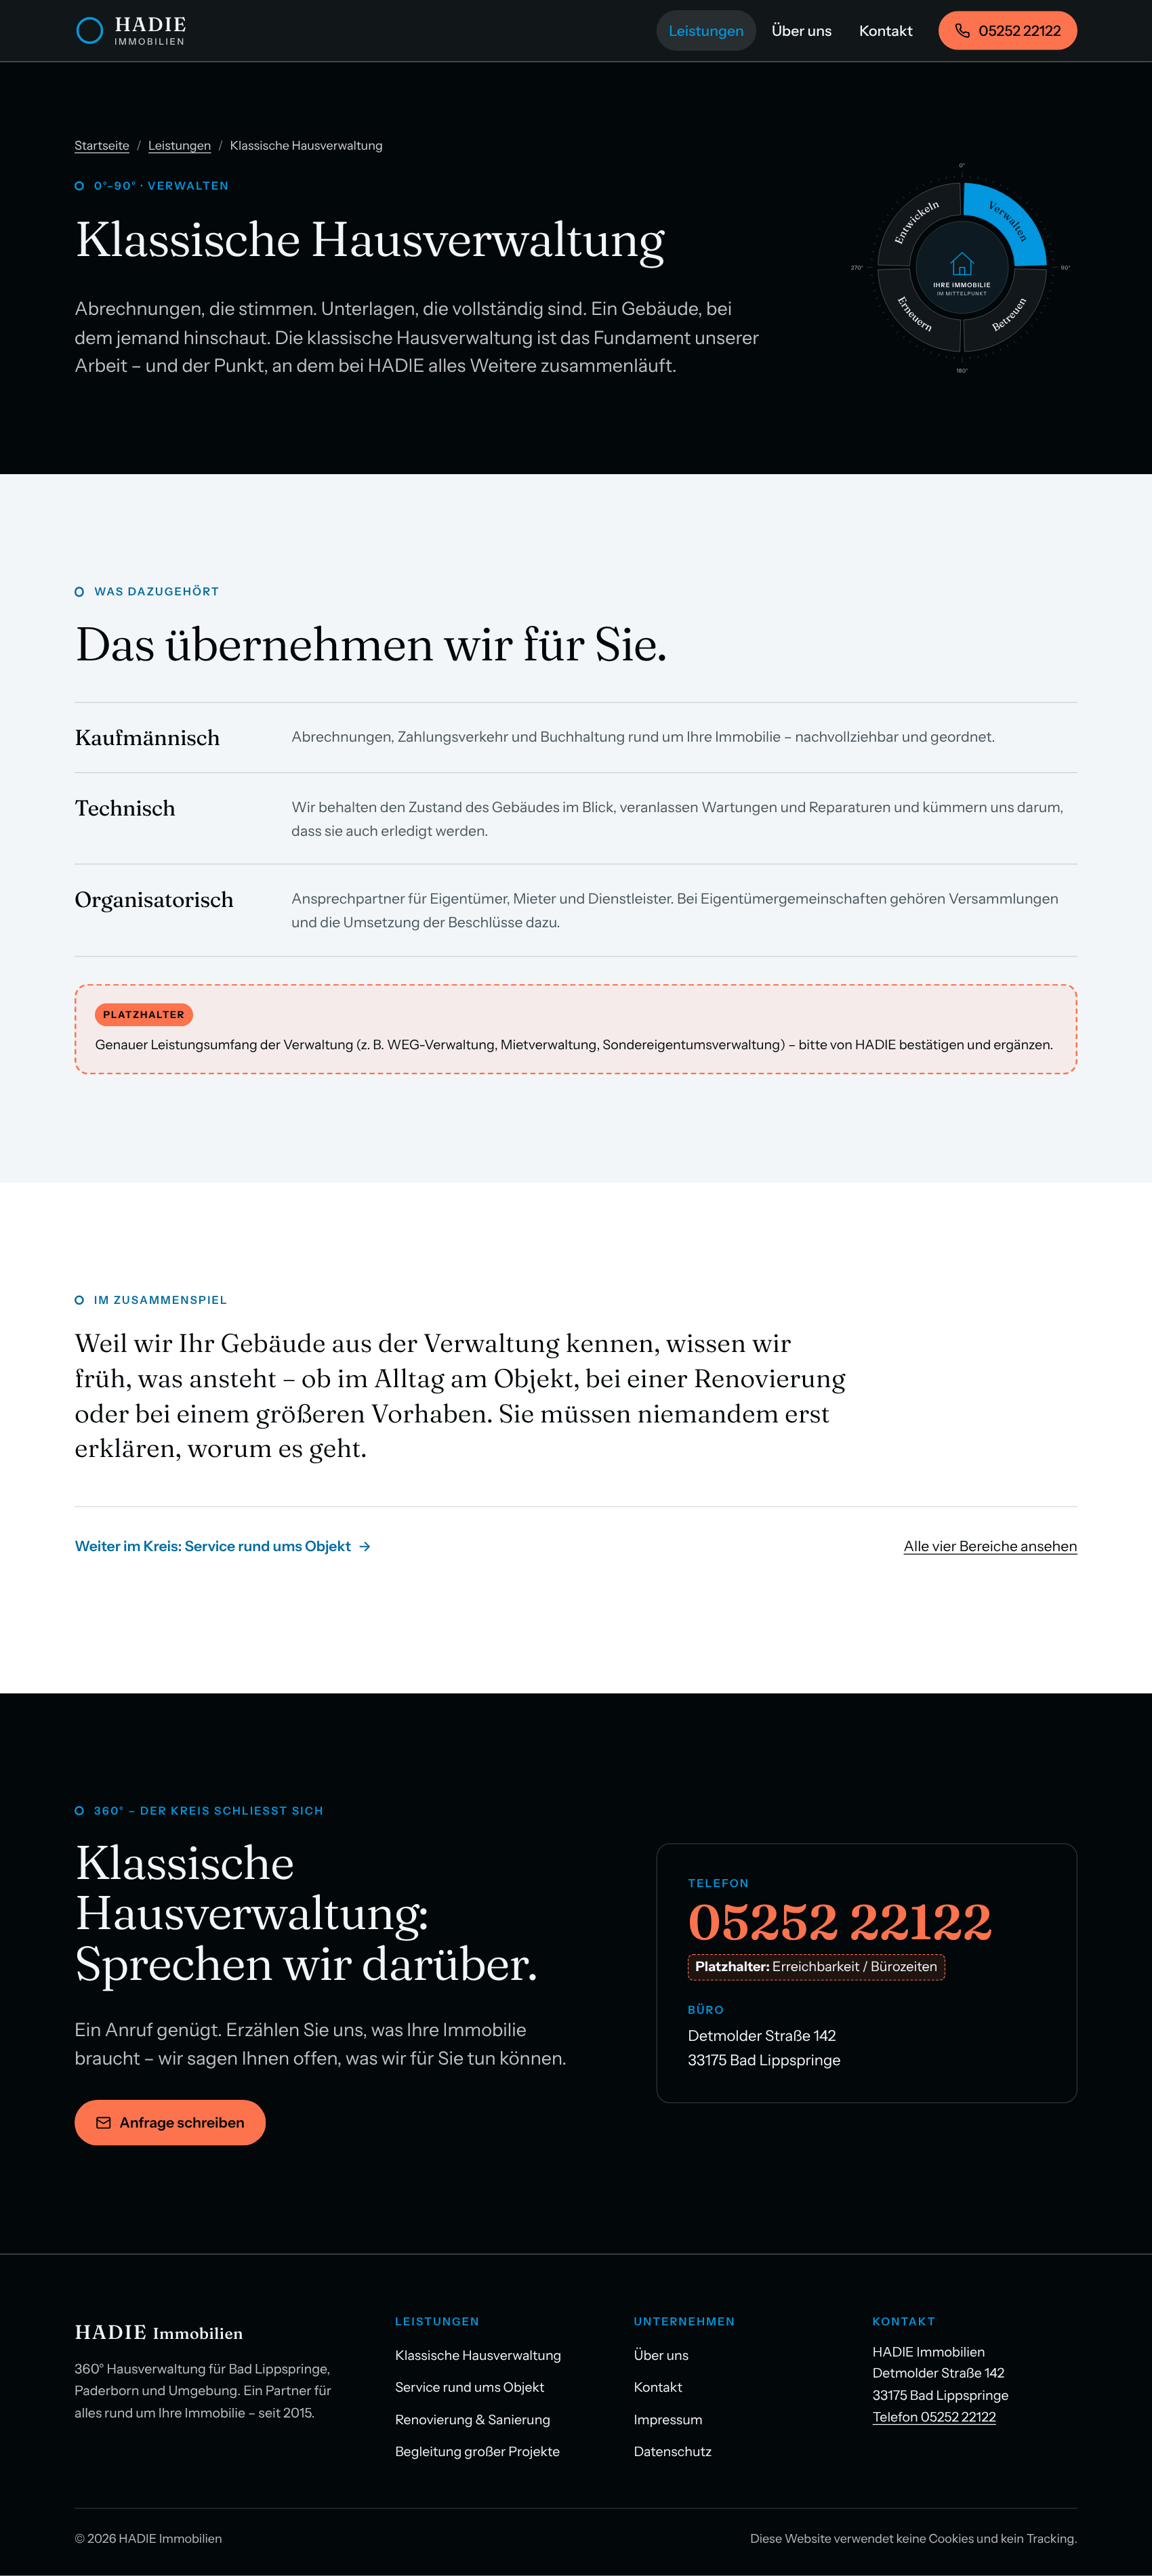 HADIE
IMMOBILIEN
Leistungen
Über uns
Kontakt
05252 22122
Startseite / Leistungen / Klassische Hausverwaltung
0°–90° · VERWALTEN
Klassische Hausverwaltung
Abrechnungen, die stimmen. Unterlagen, die vollständig sind. Ein Gebäude, bei
dem jemand hinschaut. Die klassische Hausverwaltung ist das Fundament unserer
Arbeit – und der Punkt, an dem bei HADIE alles Weitere zusammenläuft.
0°
Entwickeln
Verwalten
270°
90°
IHRE IMMOBILIE
IM MITTELPUNKT
Erneuern
Betreuen
180°
WAS DAZUGEHÖRT
Das übernehmen wir für Sie.
Kaufmännisch
Abrechnungen, Zahlungsverkehr und Buchhaltung rund um Ihre Immobilie – nachvollziehbar und geordnet.
Technisch
Wir behalten den Zustand des Gebäudes im Blick, veranlassen Wartungen und Reparaturen und kümmern uns darum,
dass sie auch erledigt werden.
Organisatorisch
Ansprechpartner für Eigentümer, Mieter und Dienstleister. Bei Eigentümergemeinschaften gehören Versammlungen
und die Umsetzung der Beschlüsse dazu.
PLATZHALTER
Genauer Leistungsumfang der Verwaltung (z. B. WEG-Verwaltung, Mietverwaltung, Sondereigentumsverwaltung) – bitte von HADIE bestätigen und ergänzen.
IM ZUSAMMENSPIEL
Weil wir Ihr Gebäude aus der Verwaltung kennen, wissen wir
früh, was ansteht – ob im Alltag am Objekt, bei einer Renovierung
oder bei einem größeren Vorhaben. Sie müssen niemandem erst
erklären, worum es geht.
Weiter im Kreis: Service rund ums Objekt →
Alle vier Bereiche ansehen
360° – DER KREIS SCHLIESST SICH
Klassische
Hausverwaltung:
Sprechen wir darüber.
Ein Anruf genügt. Erzählen Sie uns, was Ihre Immobilie
braucht – wir sagen Ihnen offen, was wir für Sie tun können.
Anfrage schreiben
TELEFON
05252 22122
Platzhalter: Erreichbarkeit / Bürozeiten
BÜRO
Detmolder Straße 142
33175 Bad Lippspringe
HADIE Immobilien
360° Hausverwaltung für Bad Lippspringe,
Paderborn und Umgebung. Ein Partner für
alles rund um Ihre Immobilie – seit 2015.
LEISTUNGEN
Klassische Hausverwaltung
Service rund ums Objekt
Renovierung & Sanierung
Begleitung großer Projekte
UNTERNEHMEN
Über uns
Kontakt
Impressum
Datenschutz
KONTAKT
HADIE Immobilien
Detmolder Straße 142
33175 Bad Lippspringe
Telefon 05252 22122
© 2026 HADIE Immobilien
Diese Website verwendet keine Cookies und kein Tracking.